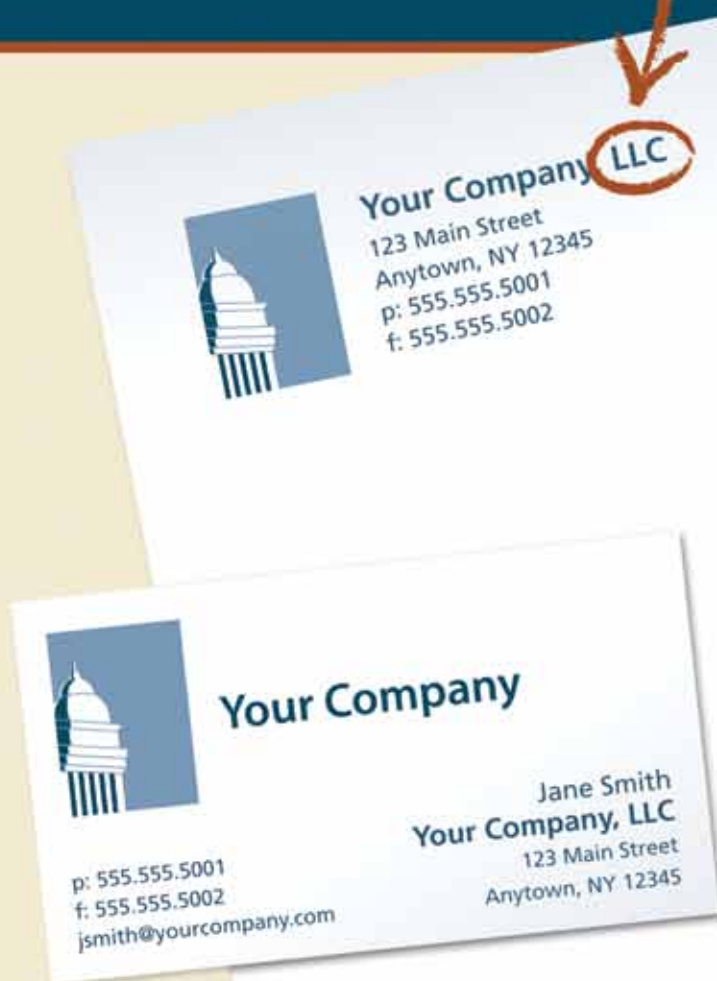 Your Company LLC
123 Main Street
Anytown, NY 12345
p: 555.555.5001
f: 555.555.5002
Your Company
Jane Smith
Your Company, LLC
123 Main Street
Anytown, NY 12345
p: 555.555.5001
f: 555.555.5002
jsmith@yourcompany.com